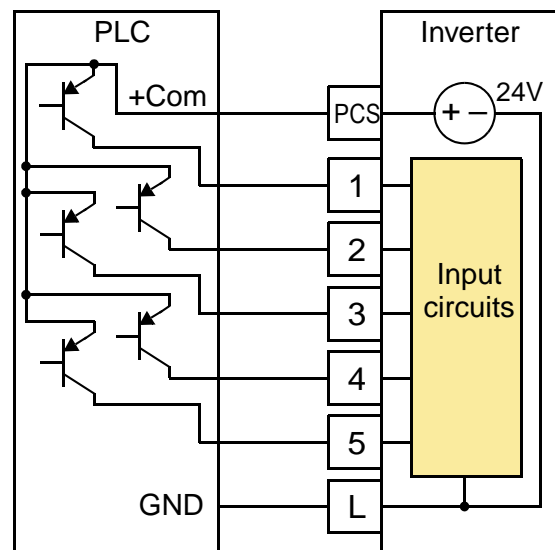 PLC
Inverter
+Com
PCS
+ −
24V
1
2
3
4
5
Input
circuits
GND
L